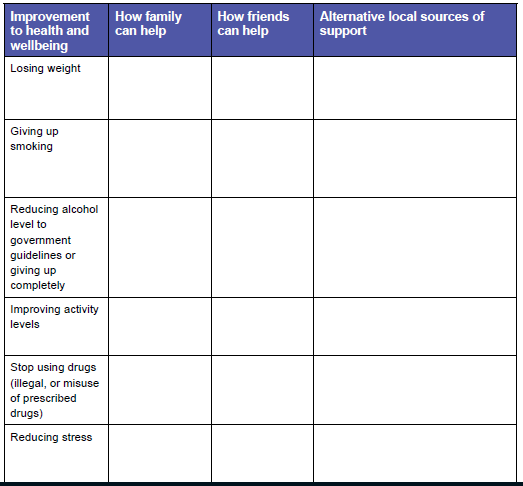 Improvement to health and wellbeing
How family can help
How friends can help
Alternative local sources of support
Losing weight
Giving up
smoking
Reducing alcohol
level to
government
guidelines or
giving up
completely
Improving activity
levels
Stop using drugs
(illegal, or misuse
of prescribed
drugs)
Reducing stress